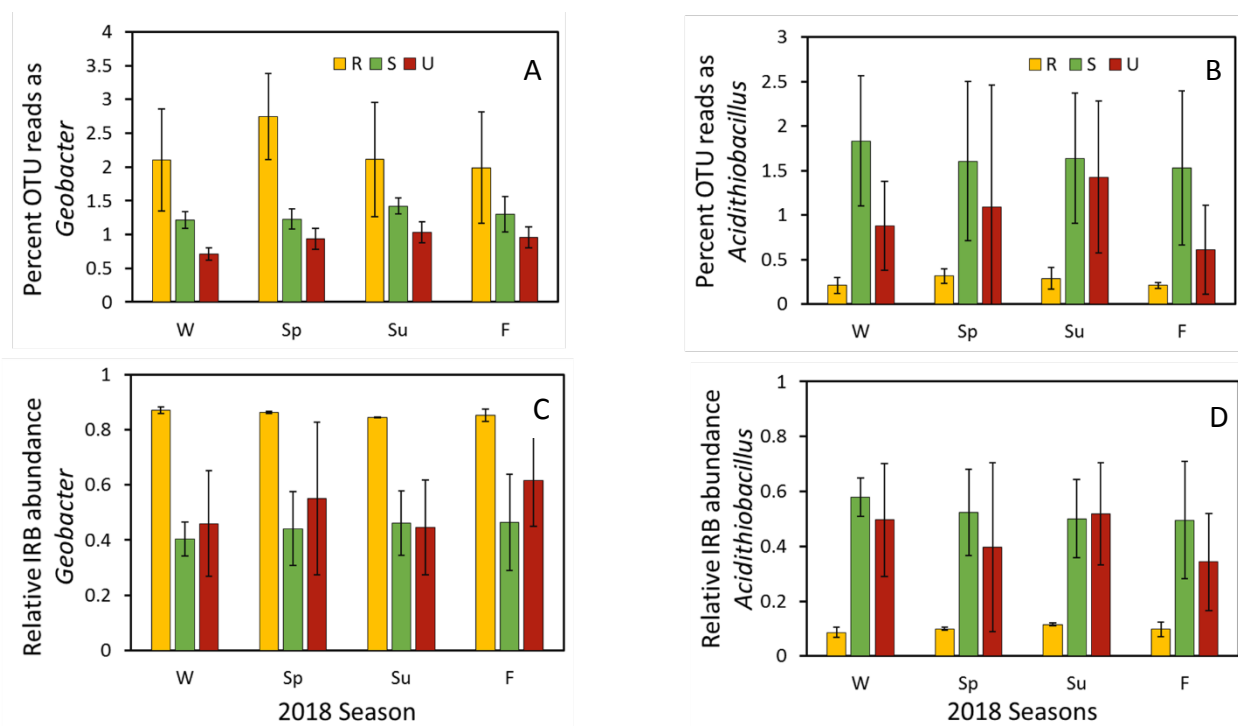 Percent OTU reads as
Geobacter
4
3.5
3
2.5
2
1.5
1
0.5
0
R S U
A
W Sp Su F
Percent OTU reads as
Acidithiobacillus
3
2.5
2
1.5
1
0.5
0
R S U
B
W Sp Su F
Relative IRB abundance
Geobacter
1
0.8
0.6
0.4
0.2
0
C
W Sp Su F
2018 Season
Relative IRB abundance
Acidithiobacillus
1
0.8
0.6
0.4
0.2
0
D
W Sp Su F
2018 Seasons